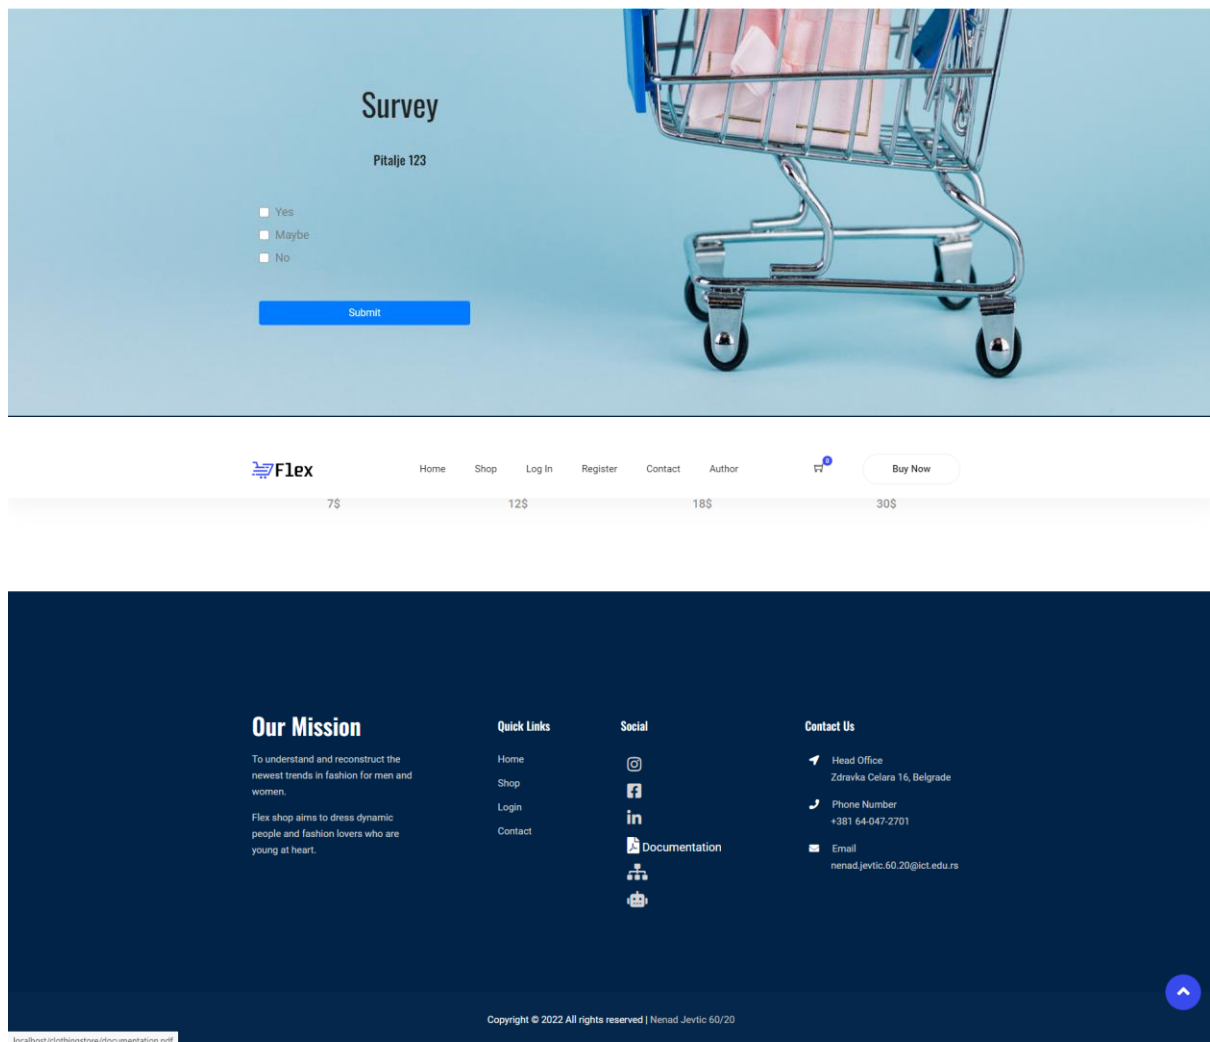 Survey
Pitalje 123
Yes
Maybe
No
Submit
Flex Home Shop Log In Register Contact Author 0 Buy Now
7$ 12$ 18$ 30$
Our Mission
To understand and reconstruct the
newest trends in fashion for men and
women.
Flex shop aims to dress dynamic
people and fashion lovers who are
young at heart.
Quick Links
Home
Shop
Login
Contact
Social
Documentation
Contact Us
Head Office
Zdravka Celara 16, Belgrade
Phone Number
+381 64-047-2701
Email
nenad.jevtic.60.20@ict.edu.rs
Copyright © 2022 All rights reserved | Nenad Jevtic 60/20
localhost/clothingstore/documentation.pdf